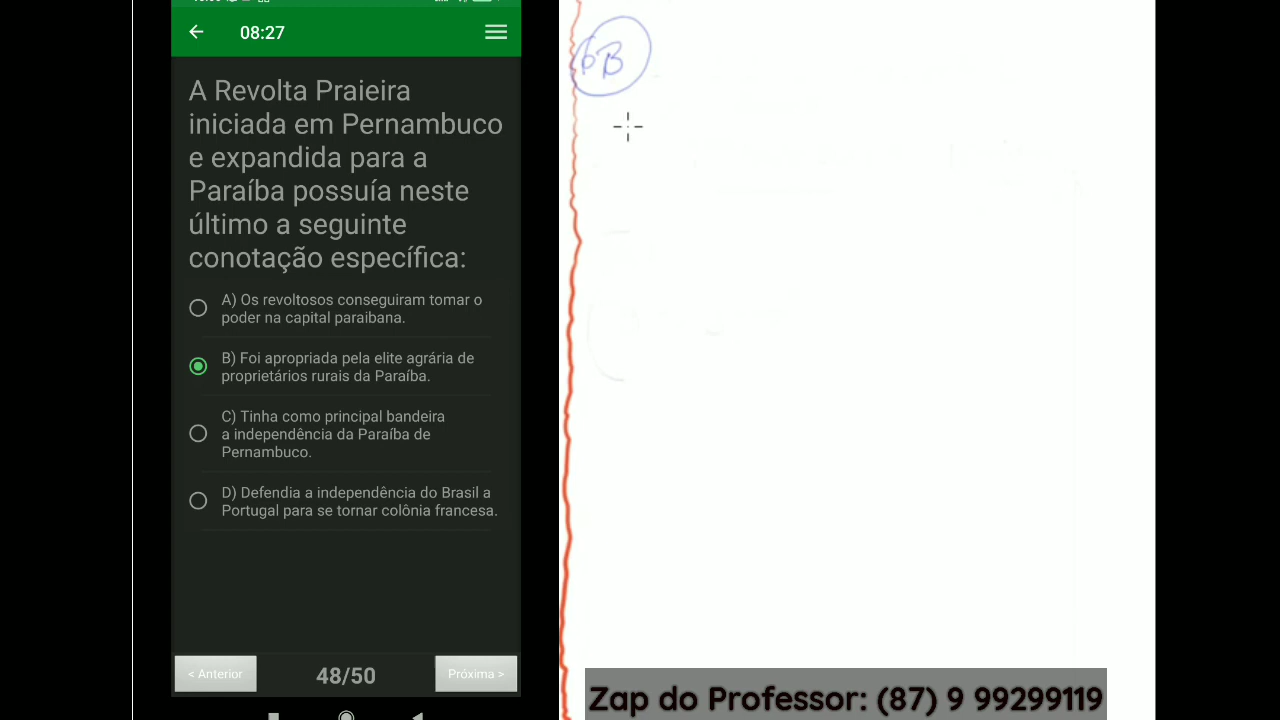 08:27
A Revolta Praieira
iniciada em Pernambuco
e expandida para a
Paraíba possuía neste
último a seguinte
conotação específica:
A) Os revoltosos conseguiram tomar o
poder na capital paraibana.
B) Foi apropriada pela elite agrária de
proprietários rurais da Paraíba.
C) Tinha como principal bandeira
a independência da Paraíba de
Pernambuco.
D) Defendia a independência do Brasil a
Portugal para se tornar colônia francesa.
< Anterior
48/50
Próxima >
6B
Zap do Professor: (87) 9 99299119